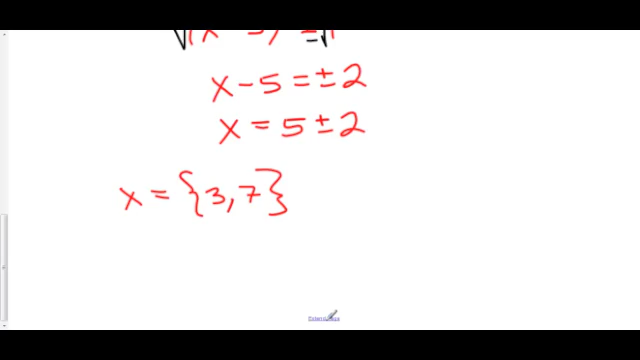 x - 5 = ± 2
x = 5 ± 2
x = {3, 7}